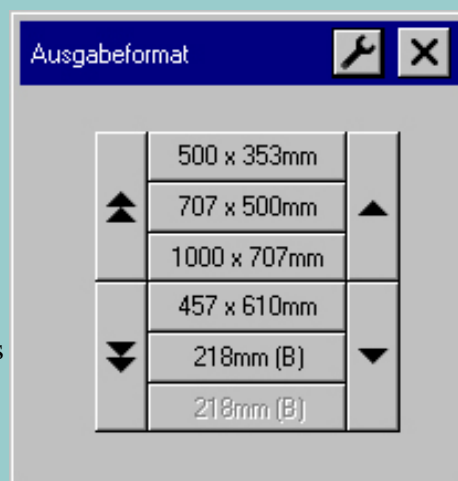 Ausgabeformat
500 x 353mm
707 x 500mm
1000 x 707mm
457 x 610mm
s
218mm (B)
218mm (B)